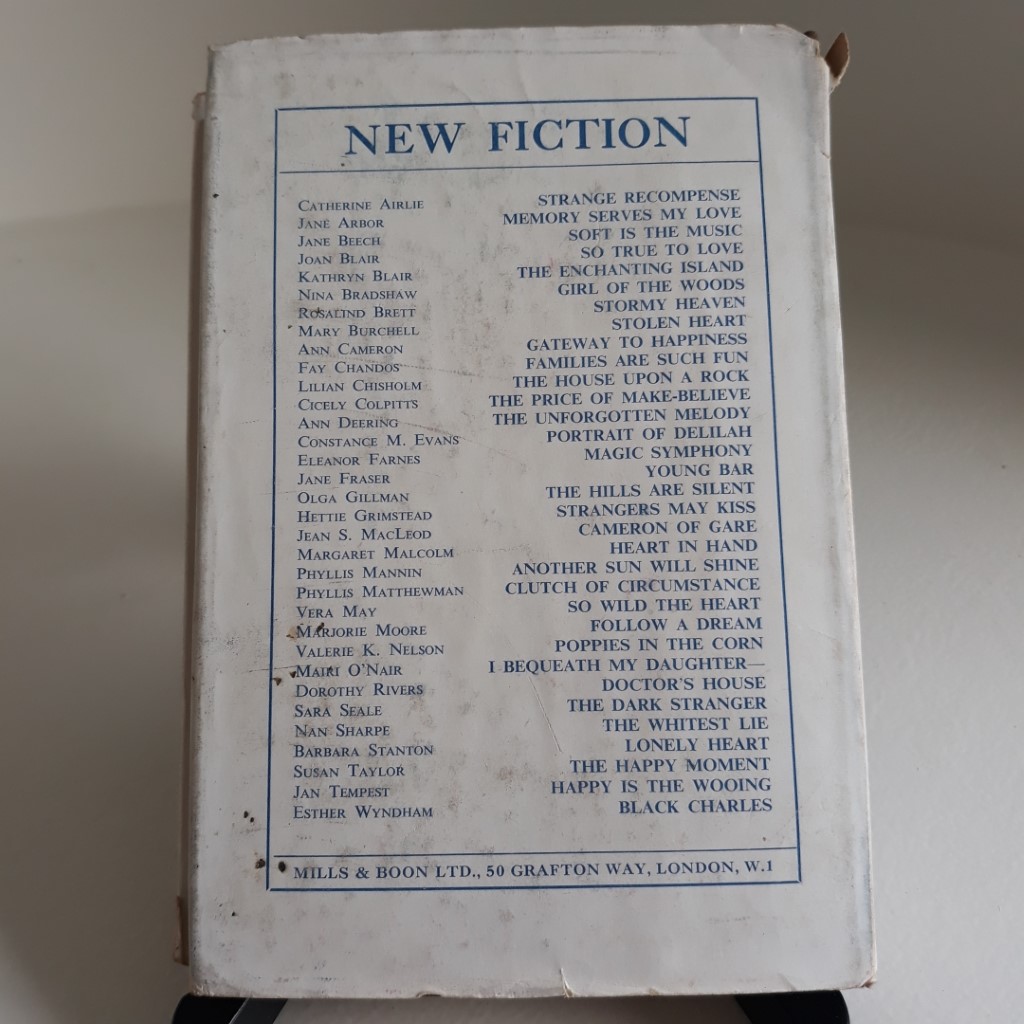 NEW FICTION
CATHERINE AIRLIE STRANGE RECOMPENSE
JANE ARBOR MEMORY SERVES MY LOVE
JANE BEECH SOFT IS THE MUSIC
JOAN BLAIR SO TRUE TO LOVE
KATHRYN BLAIR THE ENCHANTING ISLAND
NINA BRADSHAW GIRL OF THE WOODS
ROSALIND BRETT STORMY HEAVEN
MARY BURCHELL STOLEN HEART
ANN CAMERON GATEWAY TO HAPPINESS
FAY CHANDOS FAMILIES ARE SUCH FUN
LILIAN CHISHOLM THE HOUSE UPON A ROCK
CICELY COLPITTS THE PRICE OF MAKE-BELIEVE
ANN DEERING THE UNFORGOTTEN MELODY
CONSTANCE M. EVANS PORTRAIT OF DELILAH
ELEANOR FARNES MAGIC SYMPHONY
JANE FRASER YOUNG BAR
OLGA GILLMAN THE HILLS ARE SILENT
HETTIE GRIMSTEAD STRANGERS MAY KISS
JEAN S. MACLEOD CAMERON OF GARE
MARGARET MALCOLM HEART IN HAND
PHYLLIS MANNIN ANOTHER SUN WILL SHINE
PHYLLIS MATTHEWMAN CLUTCH OF CIRCUMSTANCE
VERA MAY SO WILD THE HEART
MARJORIE MOORE FOLLOW A DREAM
VALERIE K. NELSON POPPIES IN THE CORN
MAIRI O'NAIR I BEQUEATH MY DAUGHTER—
DOROTHY RIVERS DOCTOR'S HOUSE
SARA SEALE THE DARK STRANGER
NAN SHARPE THE WHITEST LIE
BARBARA STANTON LONELY HEART
SUSAN TAYLOR THE HAPPY MOMENT
JAN TEMPEST HAPPY IS THE WOOING
ESTHER WYNDHAM BLACK CHARLES
MILLS & BOON LTD., 50 GRAFTON WAY, LONDON, W.1